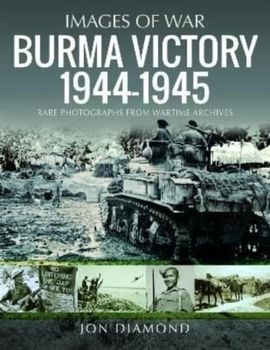 IMAGES OF WAR
BURMA VICTORY
1944-1945
RARE PHOTOGRAPHS FROM WARTIME ARCHIVES
JON DIAMOND